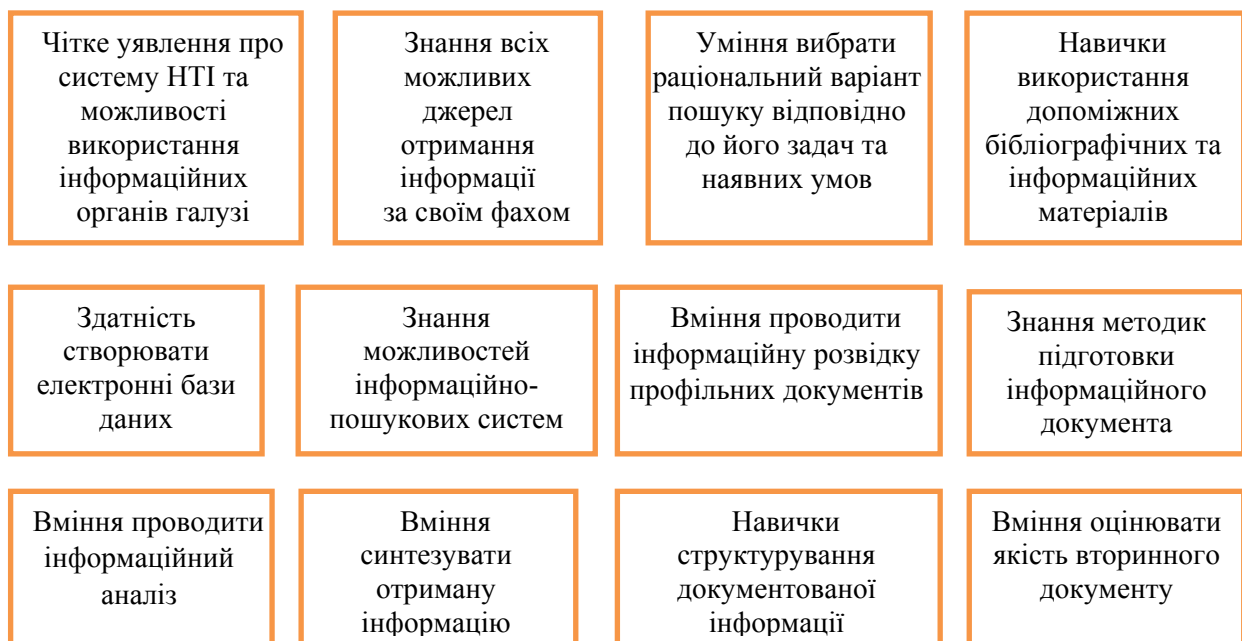 Чітке уявлення про
систему НТІ та
можливості
використання
інформаційних
органів галузі
Знання всіх
можливих
джерел
отримання
інформації
за своїм фахом
Уміння вибрати
раціональний варіант
пошуку відповідно
до його задач та
наявних умов
Навички
використання
допоміжних
бібліографічних та
інформаційних
матеріалів
Здатність
створювати
електронні бази
даних
Знання
можливостей
інформаційно-
пошукових систем
Вміння проводити
інформаційну розвідку
профільних документів
Знання методик
підготовки
інформаційного
документа
Вміння проводити
інформаційний
аналіз
Вміння
синтезувати
отриману
інформацію
Навички
структурування
документованої
інформації
Вміння оцінювати
якість вторинного
документу